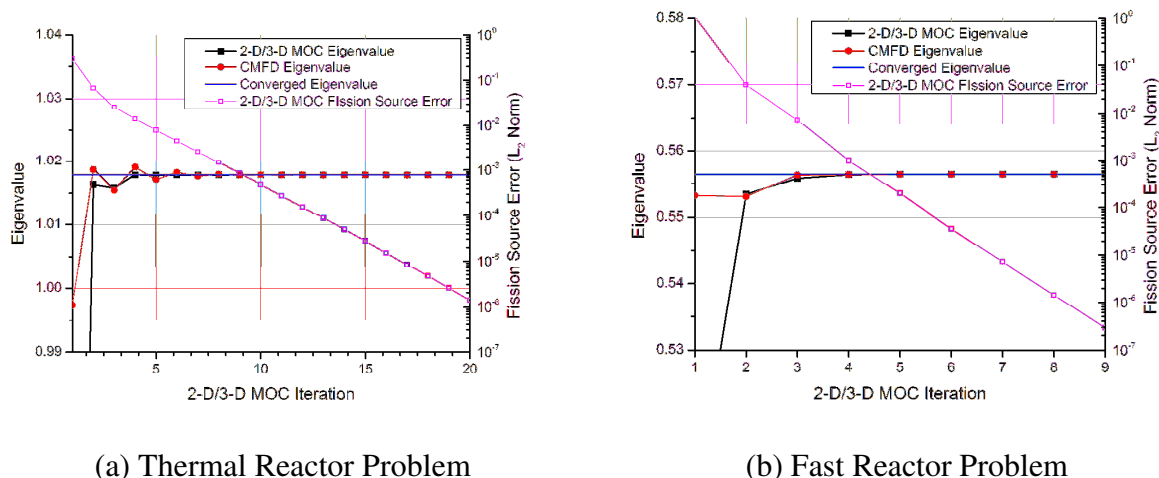 1.04
1.03
1.02
1.01
1.00
0.99
Eigenvalue
2-D/3-D MOC Eigenvalue
CMFD Eigenvalue
Converged Eigenvalue
2-D/3-D MOC FIssion Source Error
10^0
10^-1
10^-2
10^-3
10^-4
10^-5
10^-6
10^-7
Fission Source Error (L_2 Norm)
5 10 15 20
2-D/3-D MOC Iteration
(a) Thermal Reactor Problem
0.58
0.57
0.56
0.55
0.54
0.53
Eigenvalue
2-D/3-D MOC Eigenvalue
CMFD Eigenvalue
Converged Eigenvalue
2-D/3-D MOC FIssion Source Error
10^0
10^-1
10^-2
10^-3
10^-4
10^-5
10^-6
10^-7
Fission Source Error (L_2 Norm)
1 2 3 4 5 6 7 8 9
2-D/3-D MOC Iteration
(b) Fast Reactor Problem